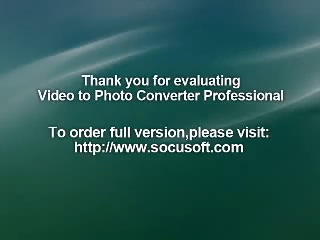 Thank you for evaluating
Video to Photo Converter Professional
To order full version,please visit:
http://www.socusoft.com